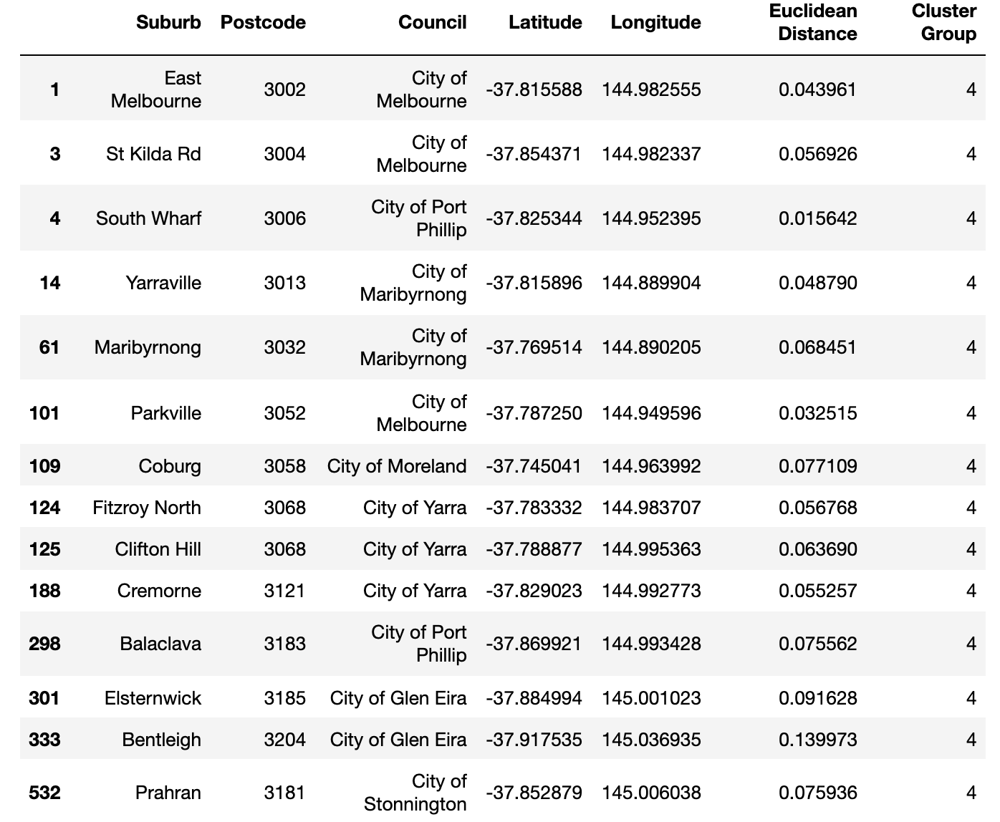 Suburb Postcode Council Latitude Longitude Euclidean Distance Cluster Group
1 East Melbourne 3002 City of Melbourne -37.815588 144.982555 0.043961 4
3 St Kilda Rd 3004 City of Melbourne -37.854371 144.982337 0.056926 4
4 South Wharf 3006 City of Port Phillip -37.825344 144.952395 0.015642 4
14 Yarraville 3013 City of Maribyrnong -37.815896 144.889904 0.048790 4
61 Maribyrnong 3032 City of Maribyrnong -37.769514 144.890205 0.068451 4
101 Parkville 3052 City of Melbourne -37.787250 144.949596 0.032515 4
109 Coburg 3058 City of Moreland -37.745041 144.963992 0.077109 4
124 Fitzroy North 3068 City of Yarra -37.783332 144.983707 0.056768 4
125 Clifton Hill 3068 City of Yarra -37.788877 144.995363 0.063690 4
188 Cremorne 3121 City of Yarra -37.829023 144.992773 0.055257 4
298 Balaclava 3183 City of Port Phillip -37.869921 144.993428 0.075562 4
301 Elsternwick 3185 City of Glen Eira -37.884994 145.001023 0.091628 4
333 Bentleigh 3204 City of Glen Eira -37.917535 145.036935 0.139973 4
532 Prahran 3181 City of Stonnington -37.852879 145.006038 0.075936 4